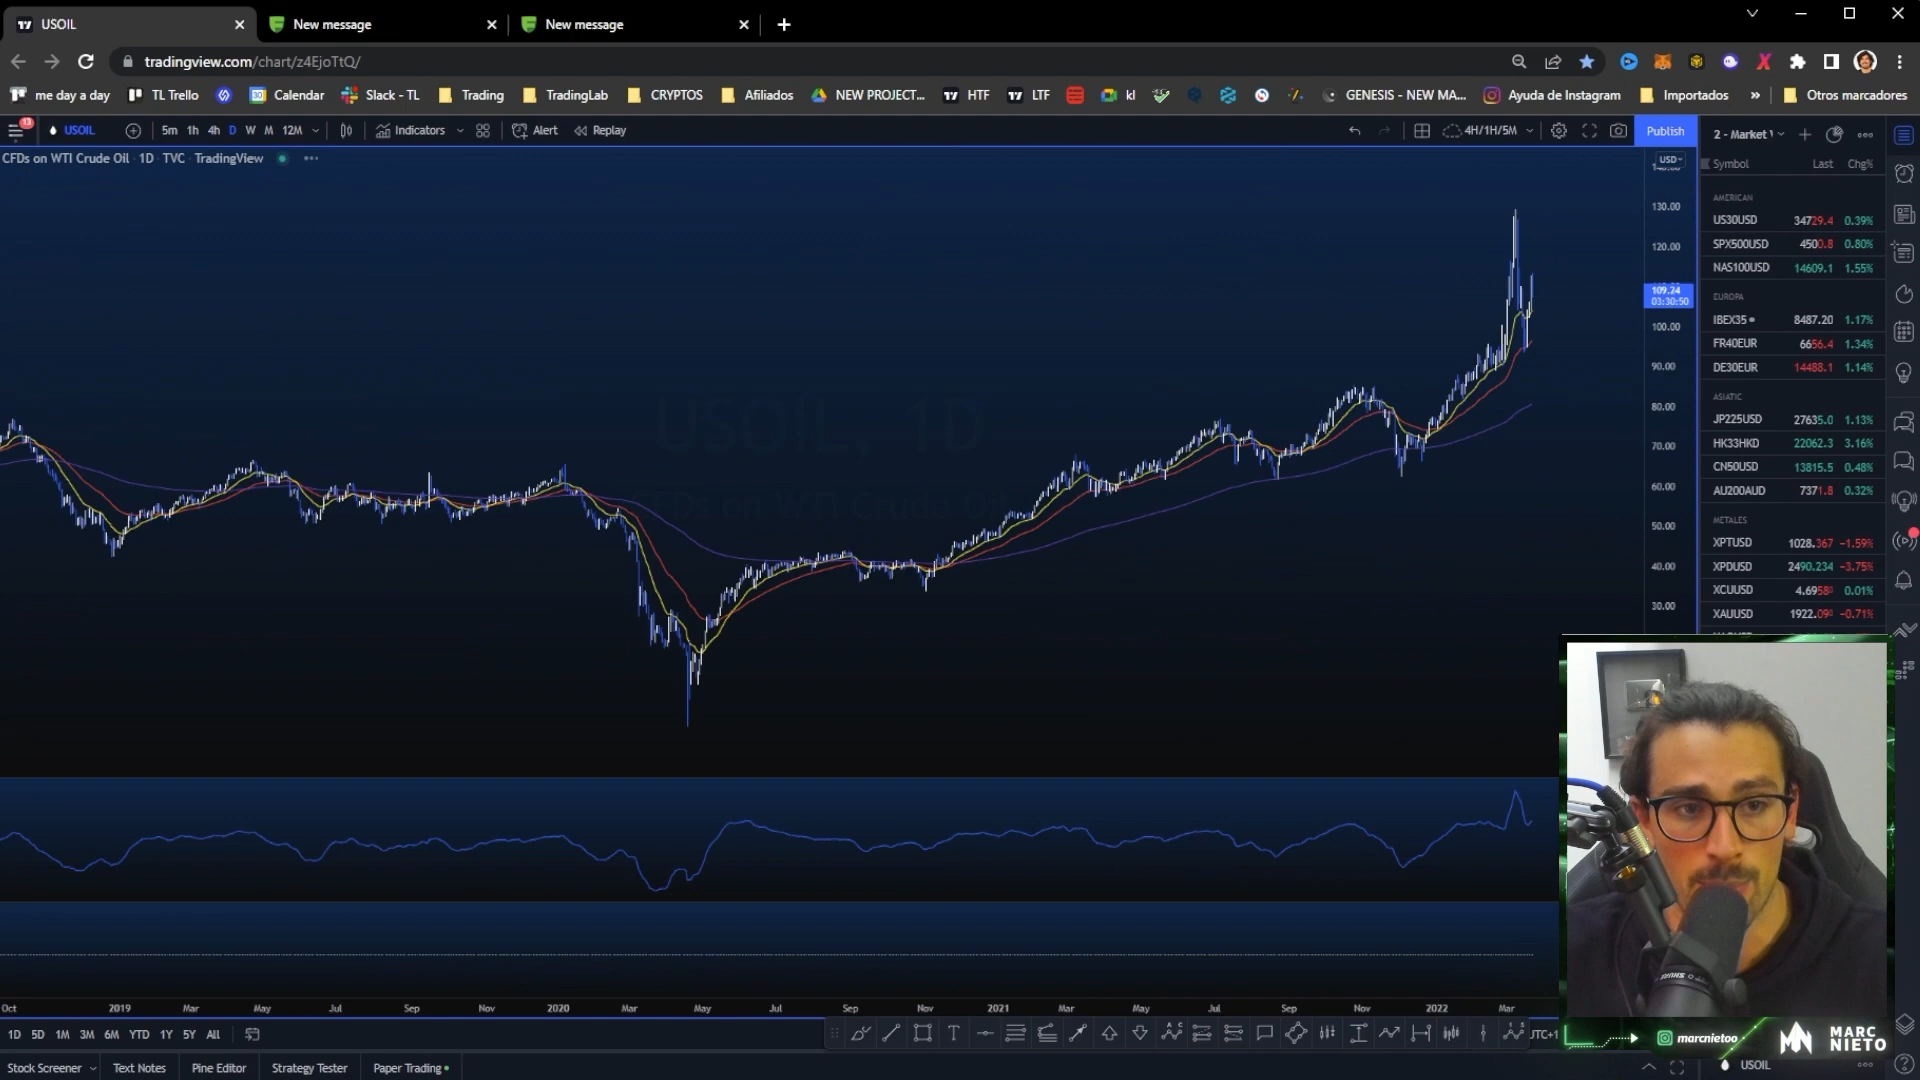 USOIL
New message
New message
tradingview.com/chart/z4EjoTtQ/
me day a day
TL Trello
Calendar
Slack - TL
Trading
TradingLab
CRYPTOS
Afiliados
NEW PROJECT...
HTF
LTF
kl
GENESIS - NEW MA...
Ayuda de Instagram
Importados
»
Otros marcadores
13
USOIL
5m 1h 4h D W M 12M
Indicators
Alert
Replay
4H/1H/5M
Publish
2 - Market
CFDs on WTI Crude Oil · 1D · TVC · TradingView
USD
Symbol Last Chg%
AMERICAN
US30USD 34729.4 0.39%
SPX500USD 4500.8 0.80%
NAS100USD 14609.1 1.55%
EUROPA
IBEX35 8487.20 1.17%
FR40EUR 6656.4 1.34%
DE30EUR 14488.1 1.14%
ASIATIC
JP225USD 27635.0 1.13%
HK33HKD 22062.3 3.16%
CN50USD 13815.5 0.48%
AU200AUD 7371.8 0.32%
METALES
XPTUSD 1028.367 −1.59%
XPDUSD 2490.234 −3.75%
XCUUSD 4.6958 0.01%
XAUUSD 1922.09 −0.71%
130.00
120.00
109.24
03:30:50
100.00
90.00
80.00
70.00
60.00
50.00
40.00
30.00
USOIL, 1D
Oct 2019 Mar May Jul Sep Nov 2020 Mar May Jul Sep Nov 2021 Mar May Jul Sep Nov 2022 Mar
1D 5D 1M 3M 6M YTD 1Y 5Y All
UTC+1
marcnietoo
MARC
NIETO
Stock Screener
Text Notes
Pine Editor
Strategy Tester
Paper Trading
USOIL
SHURE